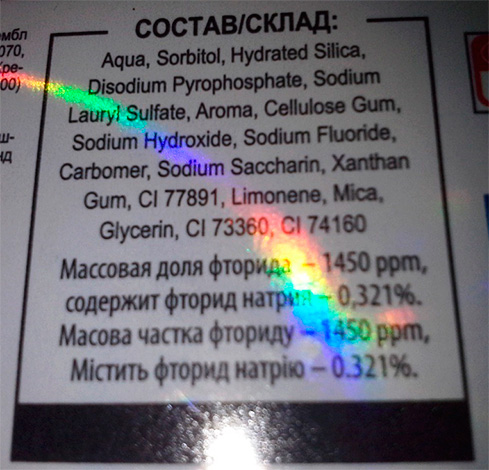 СОСТАВ/СКЛАД:
Aqua, Sorbitol, Hydrated Silica,
Disodium Pyrophosphate, Sodium
Lauryl Sulfate, Aroma, Cellulose Gum,
Sodium Hydroxide, Sodium Fluoride,
Carbomer, Sodium Saccharin, Xanthan
Gum, CI 77891, Limonene, Mica,
Glycerin, CI 73360, CI 74160
Массовая доля фторида – 1450 ppm,
содержит фторид натрия – 0,321%.
Масова частка фториду – 1450 ppm,
Містить фторид натрію – 0.321%.